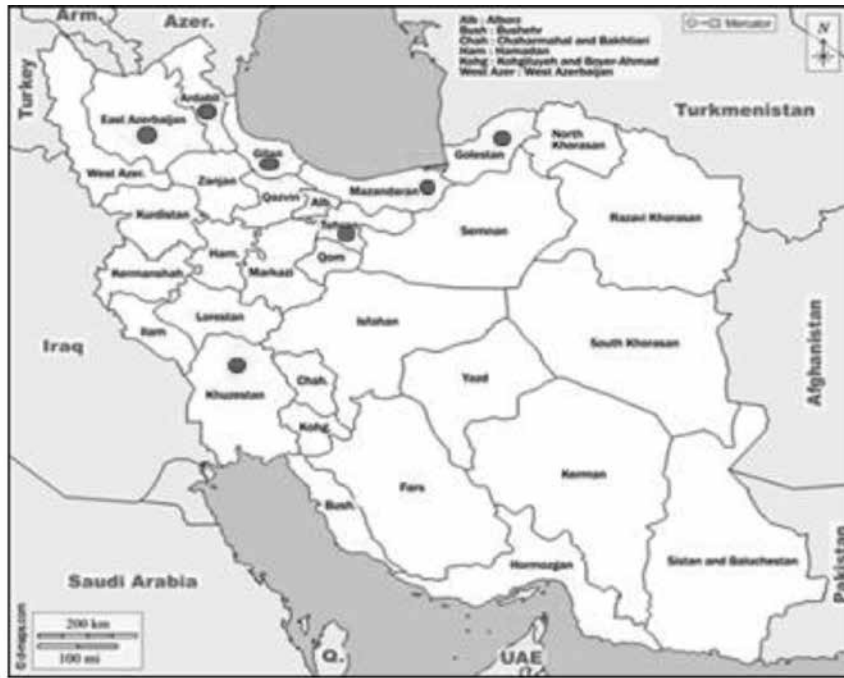 Arm.
Azer.
Turkey
Alb : Alborz
Bush : Bushehr
Chah : Chaharmahal and Bakhtiari
Ham : Hamadan
Kohg : Kohgiluyeh and Boyer-Ahmad
West Azer : West Azerbaijan
Mercator
N
Turkmenistan
Ardabil
East Azerbaijan
Gilan
Golestan
North
Khorasan
West Azer.
Zanjan
Qazvin
Alb.
Mazandaran
Kurdistan
Tehran
Semnan
Razavi Khorasan
Ham.
Markazi
Qom
Kermanshah
Lorestan
Isfahan
Ilam
South Khorasan
Iraq
Afghanistan
Khuzestan
Chah.
Yazd
Kohg.
Fars
Kerman
Bush.
Hormozgan
Sistan and Baluchestan
Pakistan
Saudi Arabia
200 km
100 mi
© d-maps.com
Q.
UAE